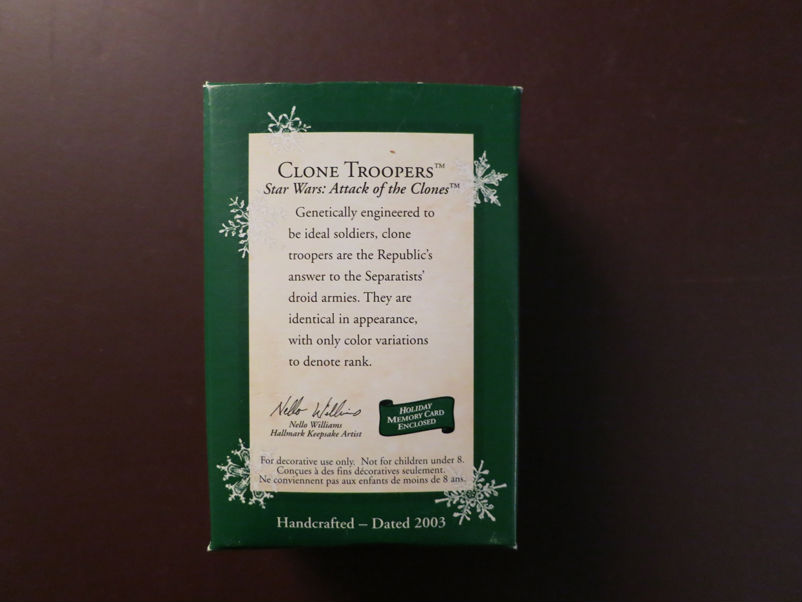 CLONE TROOPERS™
Star Wars: Attack of the Clones™
Genetically engineered to
be ideal soldiers, clone
troopers are the Republic's
answer to the Separatists'
droid armies. They are
identical in appearance,
with only color variations
to denote rank.
Nello Williams
Nello Williams
Hallmark Keepsake Artist
HOLIDAY
MEMORY CARD
ENCLOSED
For decorative use only. Not for children under 8.
Conçues à des fins décoratives seulement.
Ne conviennent pas aux enfants de moins de 8 ans.
Handcrafted – Dated 2003